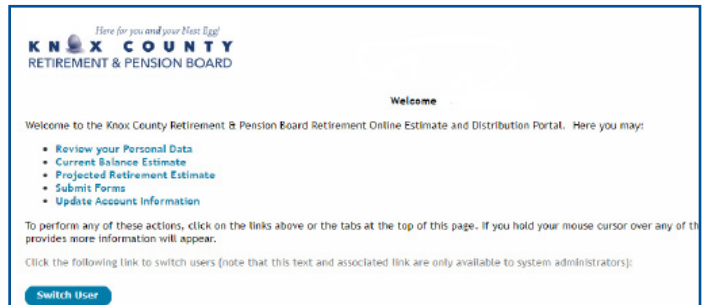 Here for you and your Nest Egg!
KNOX COUNTY
RETIREMENT & PENSION BOARD
Welcome
Welcome to the Knox County Retirement & Pension Board Retirement Online Estimate and Distribution Portal. Here you may:
• Review your Personal Data
• Current Balance Estimate
• Projected Retirement Estimate
• Submit Forms
• Update Account Information
To perform any of these actions, click on the links above or the tabs at the top of this page. If you hold your mouse cursor over any of th
provides more information will appear.
Click the following link to switch users (note that this text and associated link are only available to system administrators):
Switch User